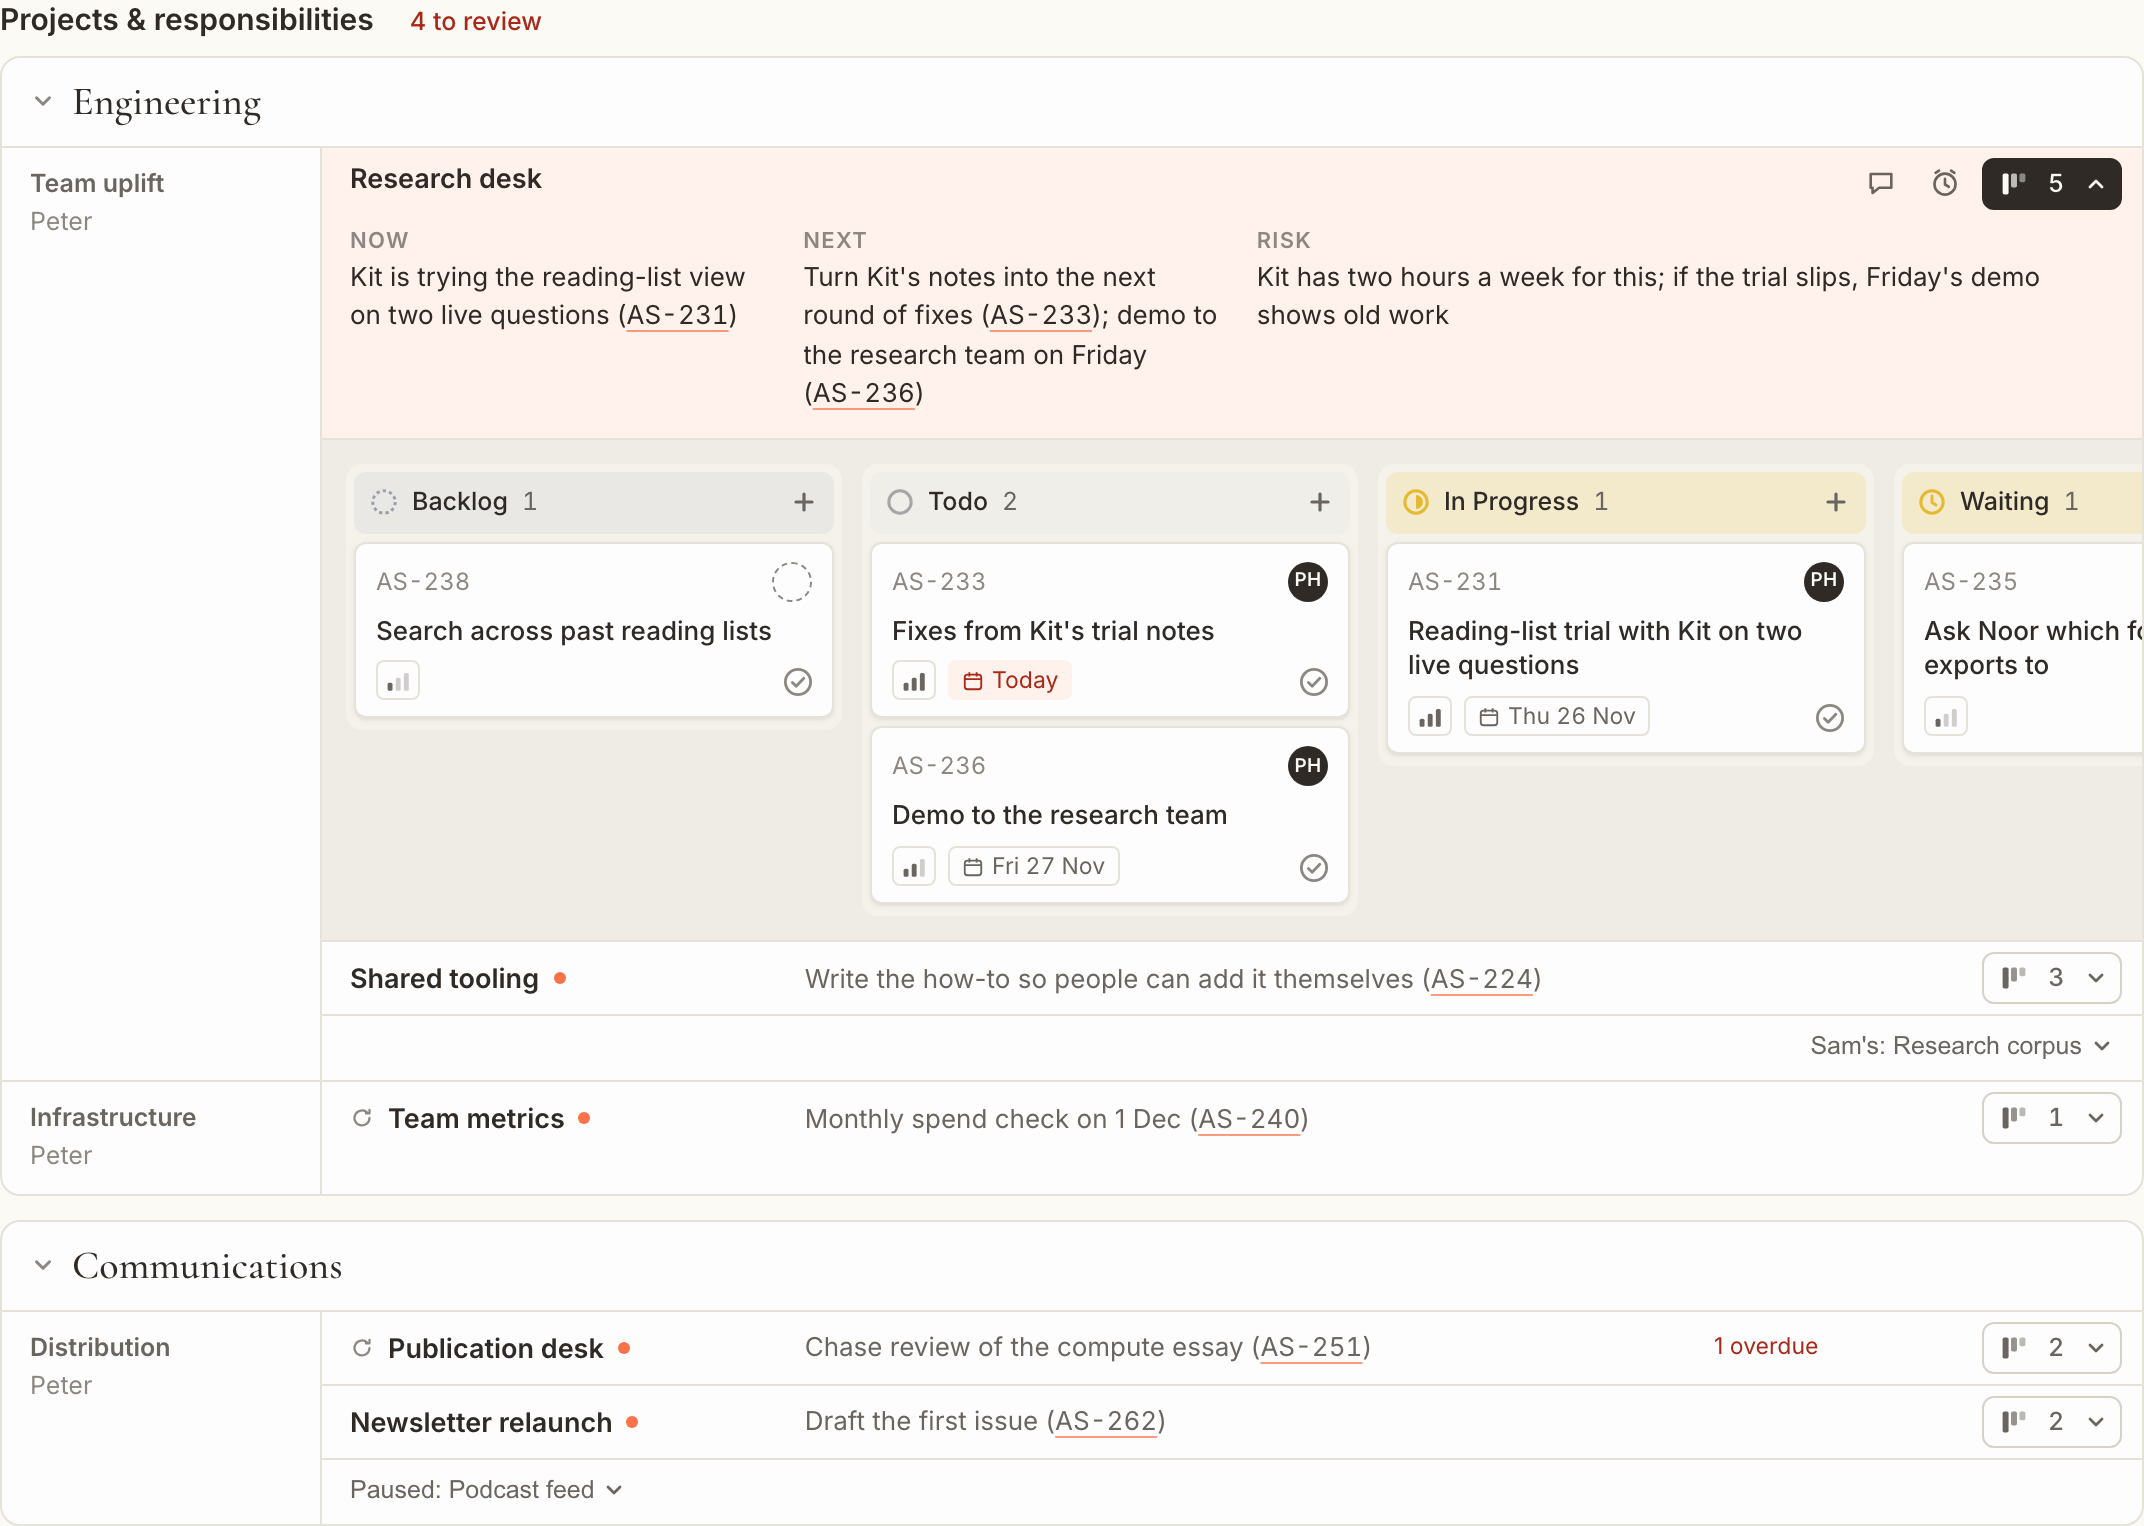 Projects & responsibilities 4 to review
Engineering
Team uplift
Peter
Research desk
5
NOW
Kit is trying the reading-list view
on two live questions (AS-231)
NEXT
Turn Kit's notes into the next
round of fixes (AS-233); demo to
the research team on Friday
(AS-236)
RISK
Kit has two hours a week for this; if the trial slips, Friday's demo
shows old work
Backlog 1
AS-238
Search across past reading lists
Todo 2
AS-233
PH
Fixes from Kit's trial notes
Today
AS-236
PH
Demo to the research team
Fri 27 Nov
In Progress 1
AS-231
PH
Reading-list trial with Kit on two
live questions
Thu 26 Nov
Waiting 1
AS-235
Ask Noor which
exports to
Shared tooling
Write the how-to so people can add it themselves (AS-224)
3
Sam's: Research corpus
Infrastructure
Peter
Team metrics
Monthly spend check on 1 Dec (AS-240)
1
Communications
Distribution
Peter
Publication desk
Chase review of the compute essay (AS-251)
1 overdue
2
Newsletter relaunch
Draft the first issue (AS-262)
2
Paused: Podcast feed